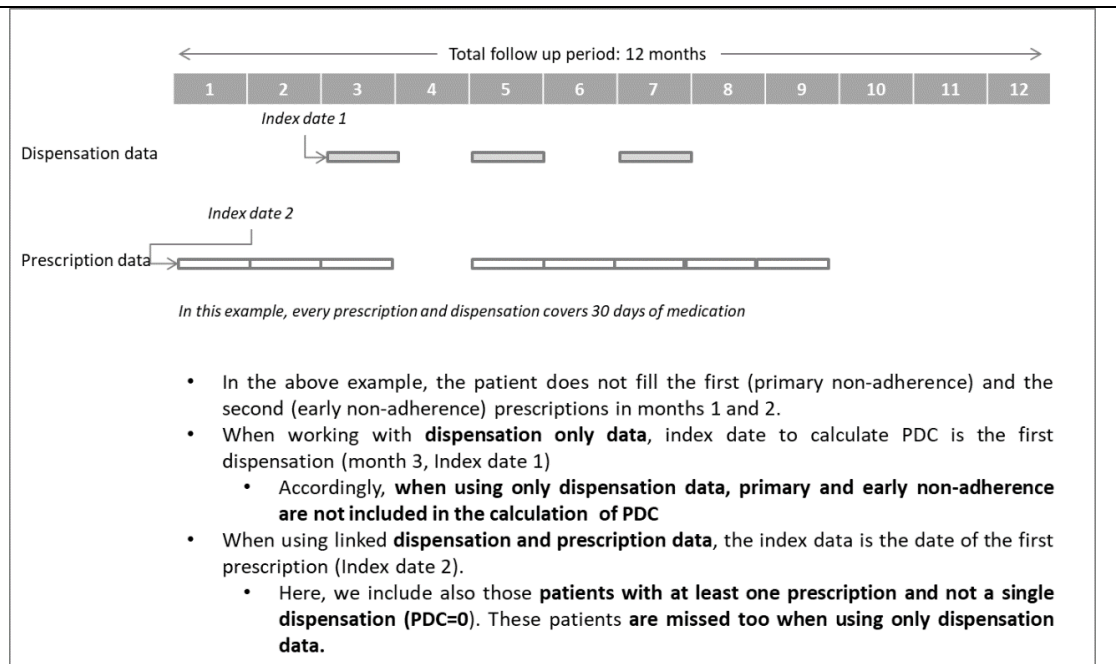 Total follow up period: 12 months
1 2 3 4 5 6 7 8 9 10 11 12
Index date 1
Dispensation data
Index date 2
Prescription data
In this example, every prescription and dispensation covers 30 days of medication
• In the above example, the patient does not fill the first (primary non-adherence) and the
second (early non-adherence) prescriptions in months 1 and 2.
• When working with dispensation only data, index date to calculate PDC is the first
dispensation (month 3, Index date 1)
• Accordingly, when using only dispensation data, primary and early non-adherence
are not included in the calculation of PDC
• When using linked dispensation and prescription data, the index data is the date of the first
prescription (Index date 2).
• Here, we include also those patients with at least one prescription and not a single
dispensation (PDC=0). These patients are missed too when using only dispensation
data.